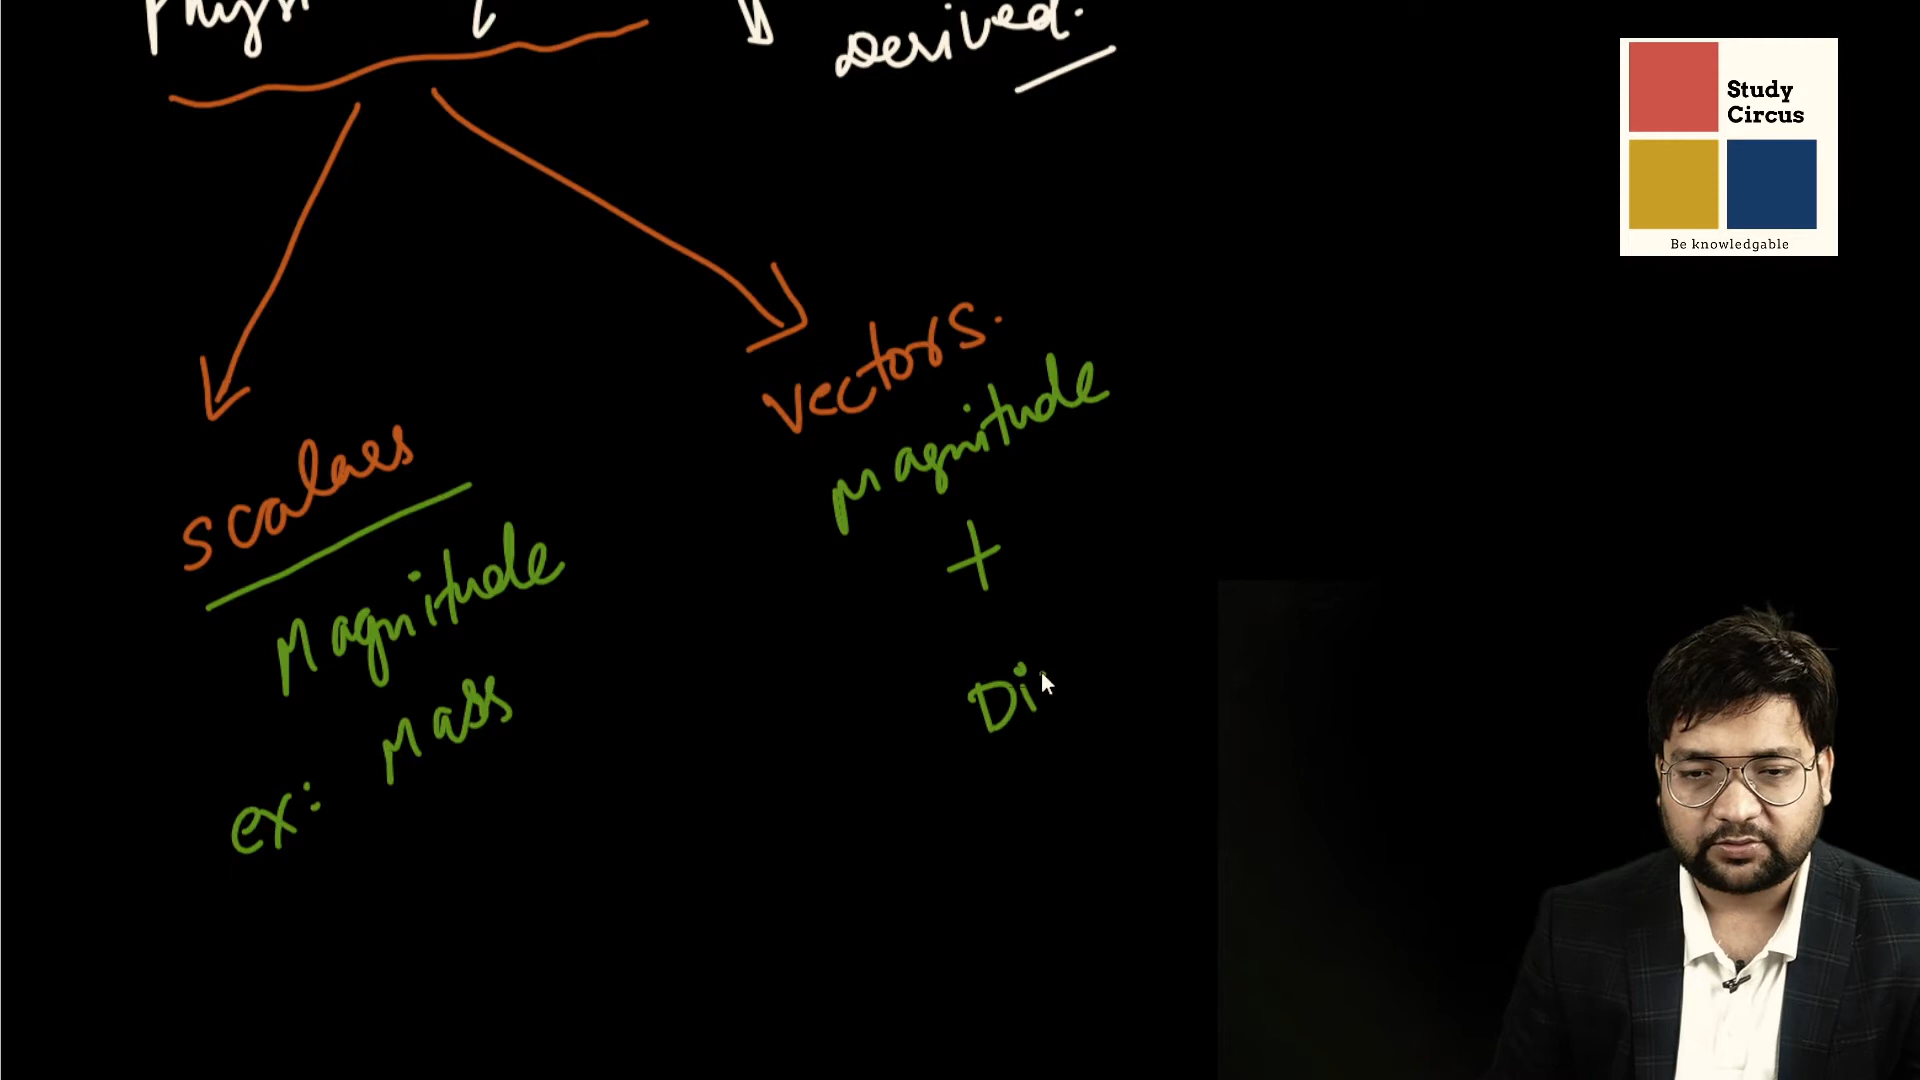 Derived.
vectors.
Magnitude
+
Di
scalars
Magnitude
Mass
ex:
Study
Circus
Be knowledgable